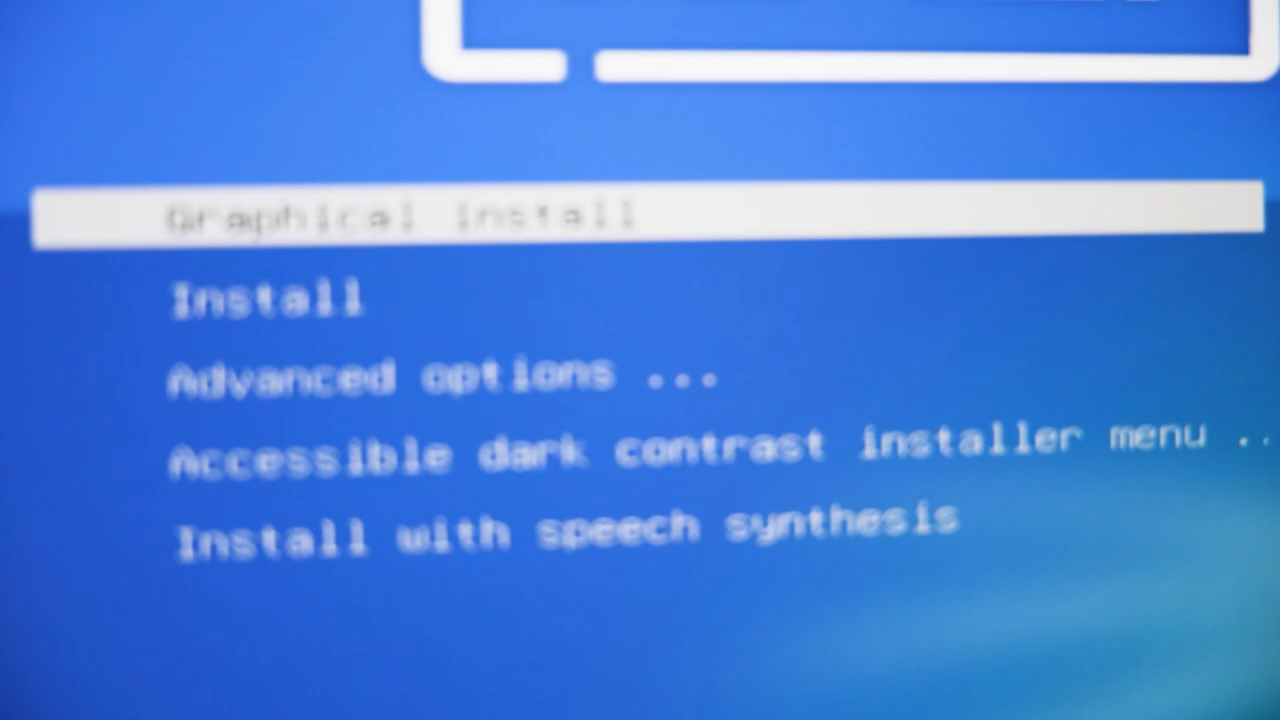 Graphical install
Install
Advanced options ...
Accessible dark contrast installer menu ..
Install with speech synthesis